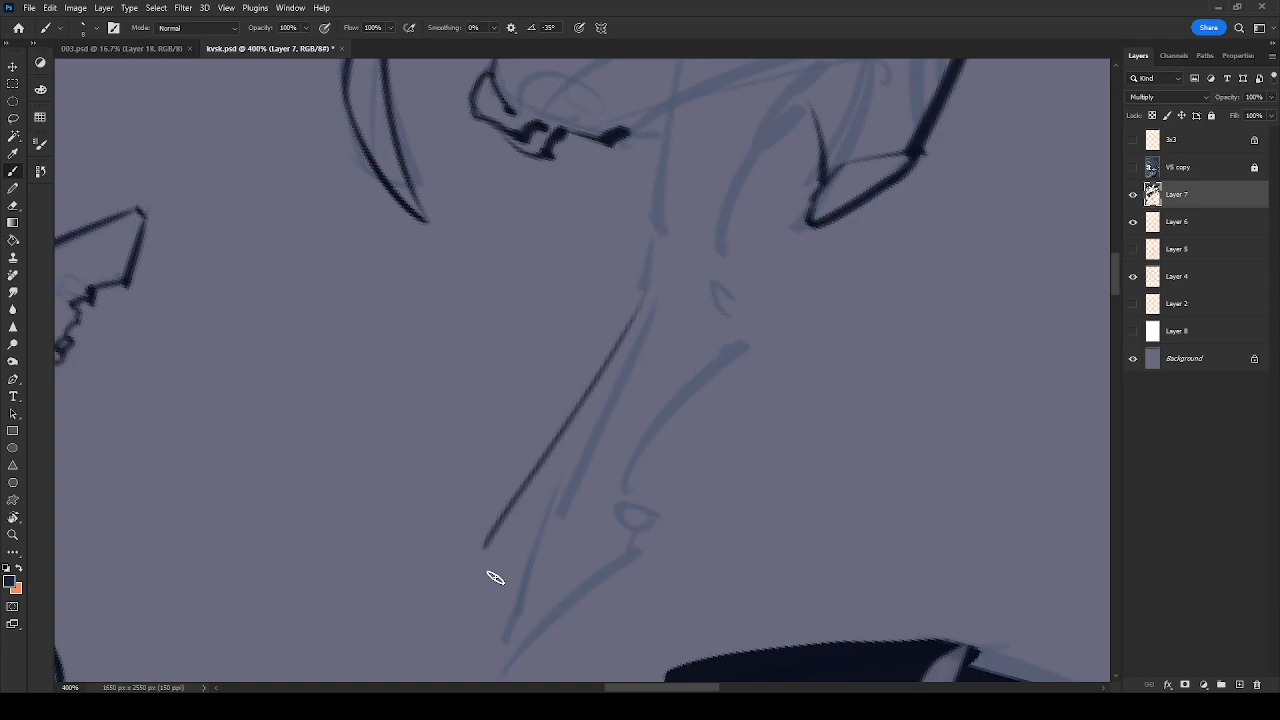 File Edit Image Layer Type Select Filter 3D View Plugins Window Help
Mode: Normal Opacity: 100% Flow: 100% Smoothing: 0% -35° Share
003.psd @ 16.7% (Layer 18, RGB/8) × kvsk.psd @ 400% (Layer 7, RGB/8#) * ×
Layers Channels Paths Properties
Kind
Multiply Opacity: 100%
Lock: Fill: 100%
3x3
Layer 7
Layer 6
Layer 5
Layer 4
Layer 2
Layer 8
Background
400% 1650 px x 2550 px (150 ppi)